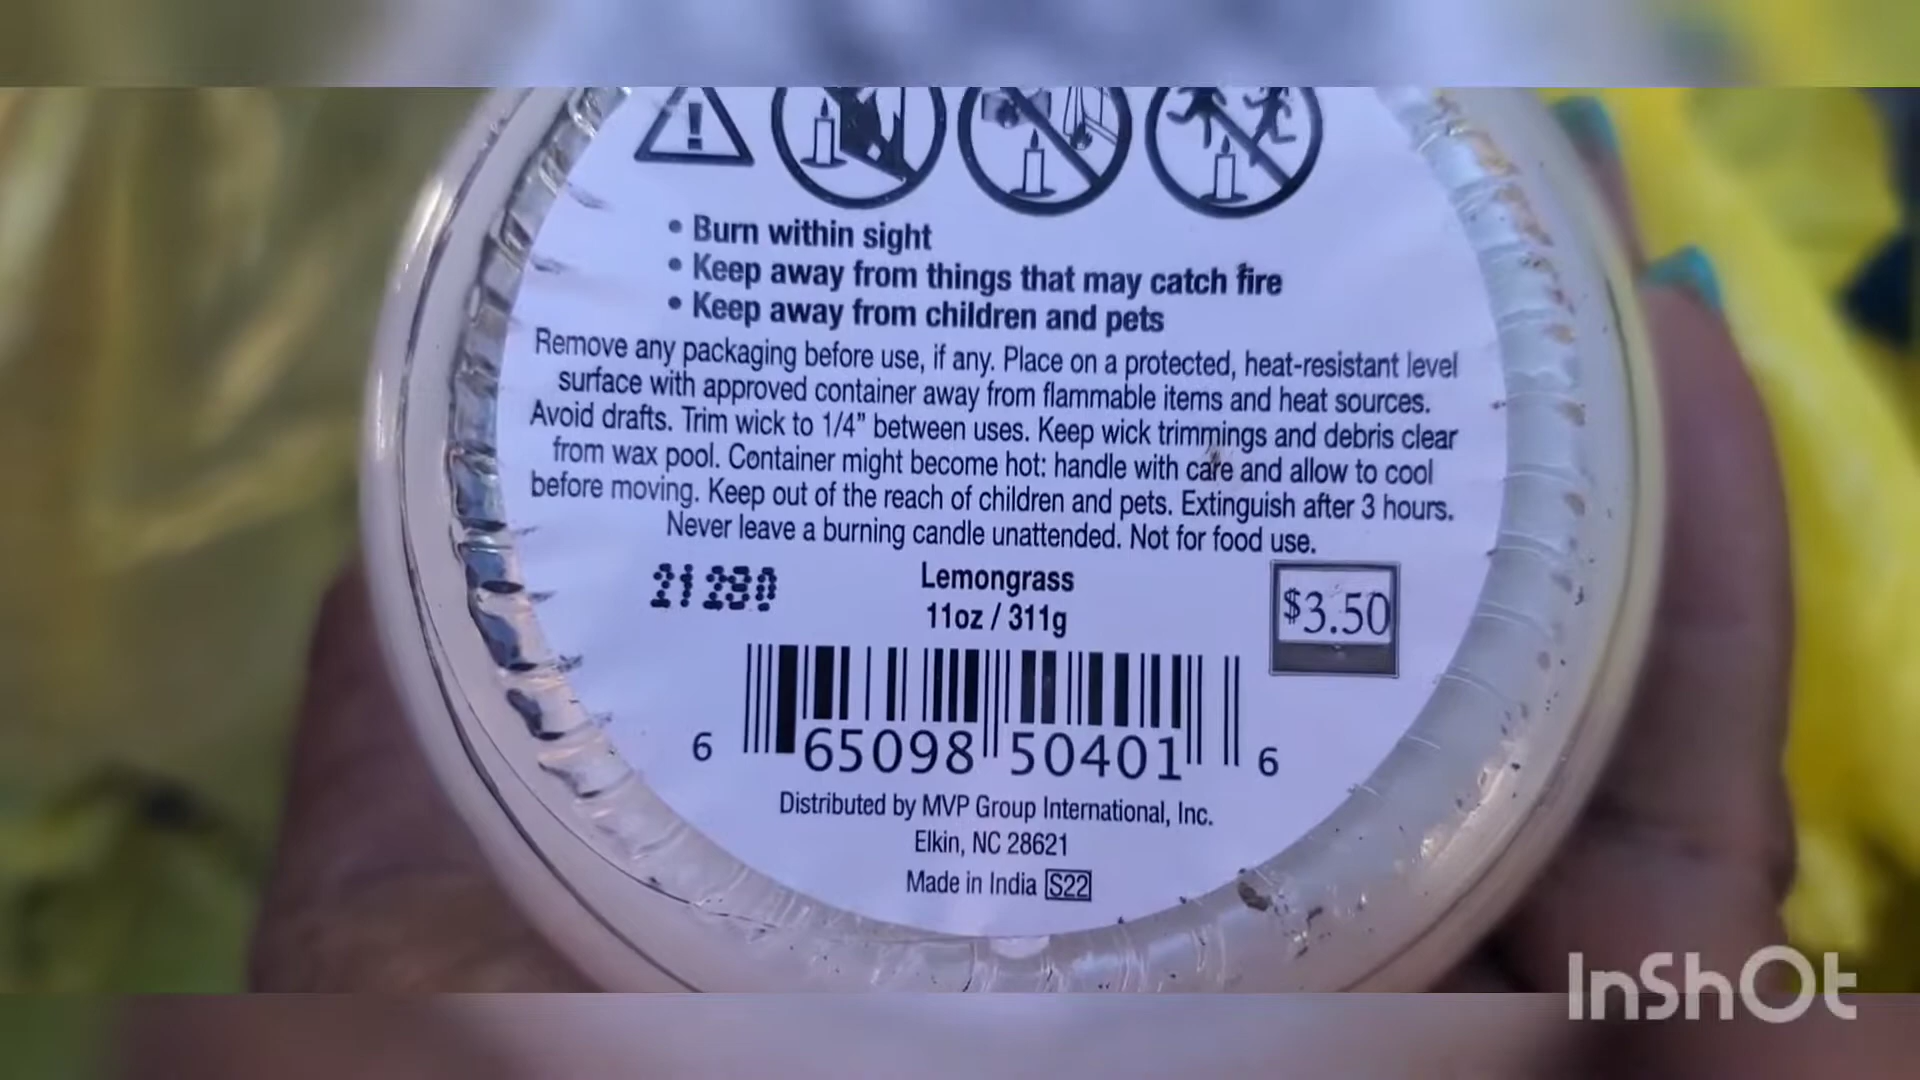 • Burn within sight
• Keep away from things that may catch fire
• Keep away from children and pets
Remove any packaging before use, if any. Place on a protected, heat-resistant level
surface with approved container away from flammable items and heat sources.
Avoid drafts. Trim wick to 1/4” between uses. Keep wick trimmings and debris clear
from wax pool. Container might become hot: handle with care and allow to cool
before moving. Keep out of the reach of children and pets. Extinguish after 3 hours.
Never leave a burning candle unattended. Not for food use.
21280
Lemongrass
11oz / 311g
$3.50
6 65098 50401 6
Distributed by MVP Group International, Inc.
Elkin, NC 28621
Made in India S22
InShOt